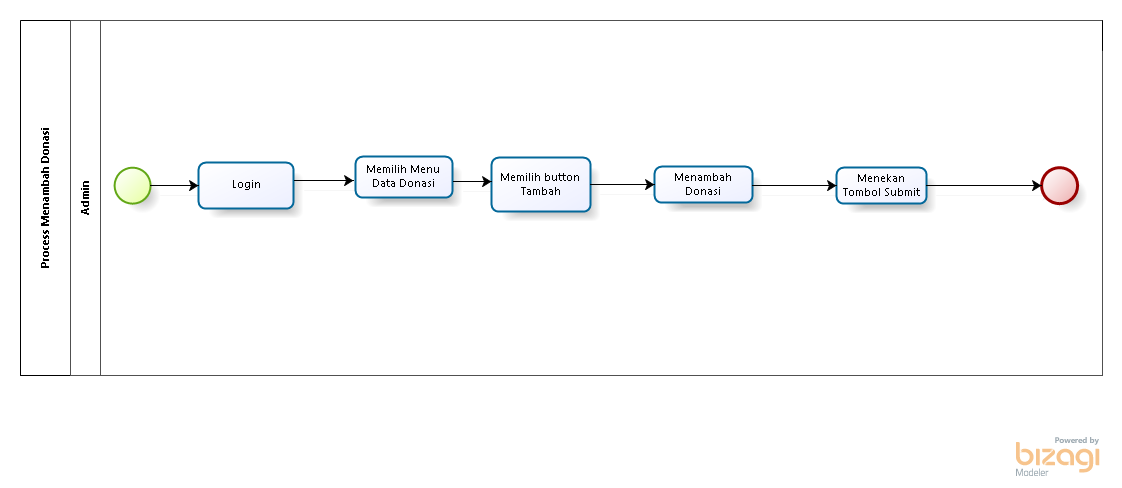 Process Menambah Donasi
Admin
Login
Memilih Menu
Data Donasi
Memilih button
Tambah
Menambah
Donasi
Menekan
Tombol Submit
Powered by
bizagi
Modeler